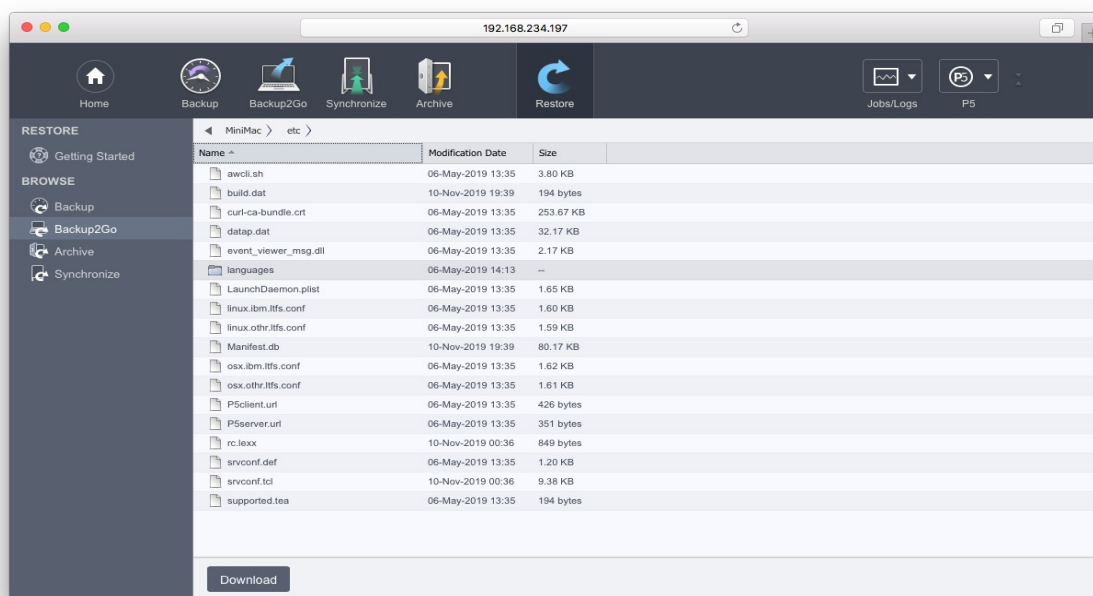 192.168.234.197
Home Backup Backup2Go Synchronize Archive Restore Jobs/Logs P5
P5
RESTORE
Getting Started
BROWSE
Backup
Backup2Go
Archive
Synchronize
MiniMac etc
Name Modification Date Size
awcli.sh 06-May-2019 13:35 3.80 KB
build.dat 10-Nov-2019 19:39 194 bytes
curl-ca-bundle.crt 06-May-2019 13:35 253.67 KB
datap.dat 06-May-2019 13:35 32.17 KB
event_viewer_msg.dll 06-May-2019 13:35 2.17 KB
languages 06-May-2019 14:13 --
LaunchDaemon.plist 06-May-2019 13:35 1.65 KB
linux.ibm.ltfs.conf 06-May-2019 13:35 1.60 KB
linux.othr.ltfs.conf 06-May-2019 13:35 1.59 KB
Manifest.db 10-Nov-2019 19:39 80.17 KB
osx.ibm.ltfs.conf 06-May-2019 13:35 1.62 KB
osx.othr.ltfs.conf 06-May-2019 13:35 1.61 KB
P5client.url 06-May-2019 13:35 426 bytes
P5server.url 06-May-2019 13:35 351 bytes
rc.lexx 10-Nov-2019 00:36 849 bytes
srvconf.def 06-May-2019 13:35 1.20 KB
srvconf.tcl 10-Nov-2019 00:36 9.38 KB
supported.tea 06-May-2019 13:35 194 bytes
Download